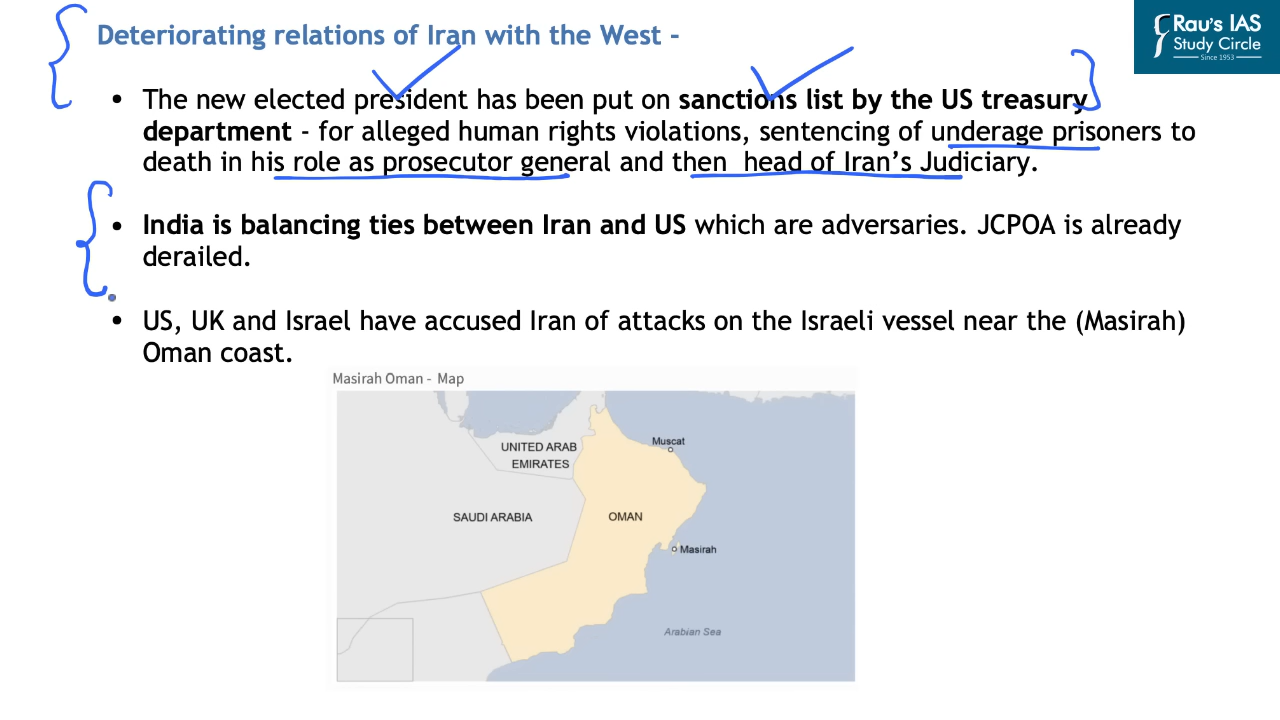 Rau's IAS
Study Circle
Since 1953
Deteriorating relations of Iran with the West -
• The new elected president has been put on sanctions list by the US treasury
department - for alleged human rights violations, sentencing of underage prisoners to
death in his role as prosecutor general and then head of Iran's Judiciary.
• India is balancing ties between Iran and US which are adversaries. JCPOA is already
derailed.
• US, UK and Israel have accused Iran of attacks on the Israeli vessel near the (Masirah)
Oman coast.
Masirah Oman - Map
Muscat
UNITED ARAB
EMIRATES
SAUDI ARABIA
OMAN
Masirah
Arabian Sea